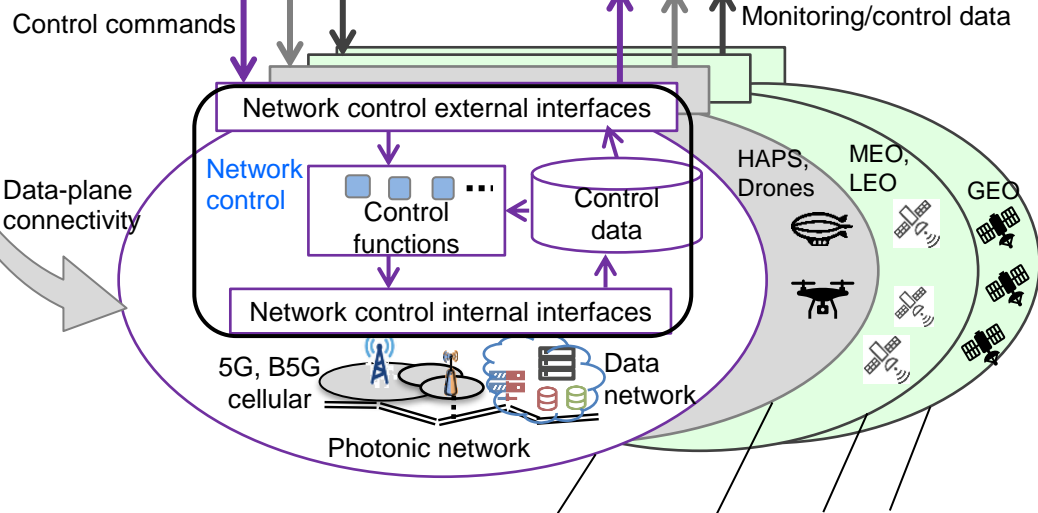 Control commands
Monitoring/control data
Network control external interfaces
Network
control
Control
functions
Control
data
Network control internal interfaces
Data-plane
connectivity
HAPS,
Drones
MEO,
LEO
GEO
5G, B5G
cellular
Data
network
Photonic network